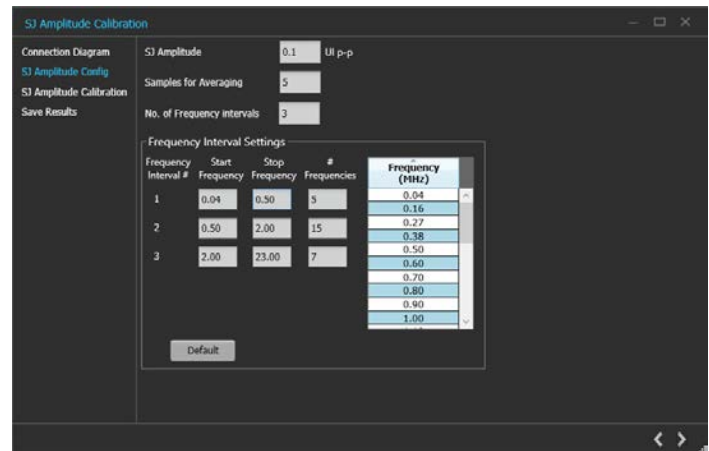 SJ Amplitude Calibration
Connection Diagram
SJ Amplitude Config
SJ Amplitude Calibration
Save Results
SJ Amplitude 0.1 UI p-p
Samples for Averaging 5
No. of Frequency intervals 3
Frequency Interval Settings
Frequency Start Stop #
Interval # Frequency Frequency Frequencies
1 0.04 0.50 5
2 0.50 2.00 15
3 2.00 23.00 7
Frequency
(MHz)
0.04
0.16
0.27
0.38
0.50
0.60
0.70
0.80
0.90
1.00
Default